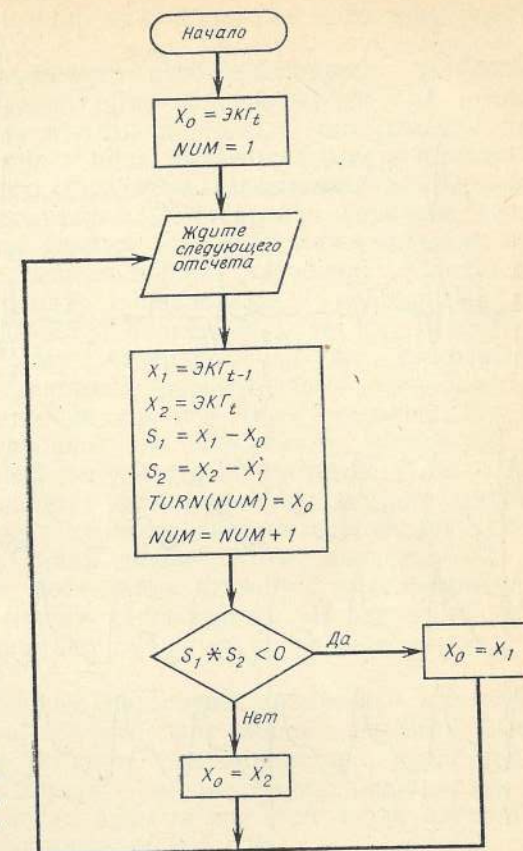 Начало
X₀ = ЭКГₜ
NUM = 1
Ждите
следующего
отсчета
X₁ = ЭКГₜ₋₁
X₂ = ЭКГₜ
S₁ = X₁ − X₀
S₂ = X₂ − X₁
TURN(NUM) = X₀
NUM = NUM + 1
S₁ * S₂ < 0
Да
X₀ = X₁
Нет
X₀ = X₂